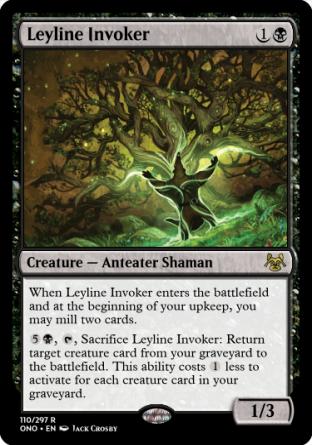 Leyline Invoker 1
Creature — Anteater Shaman
When Leyline Invoker enters the battlefield
and at the beginning of your upkeep, you
may mill two cards.
5 , , Sacrifice Leyline Invoker: Return
target creature card from your graveyard to
the battlefield. This ability costs 1 less to
activate for each creature card in your
graveyard.
110/297 R
ONO • EN Jack Crosby
1/3